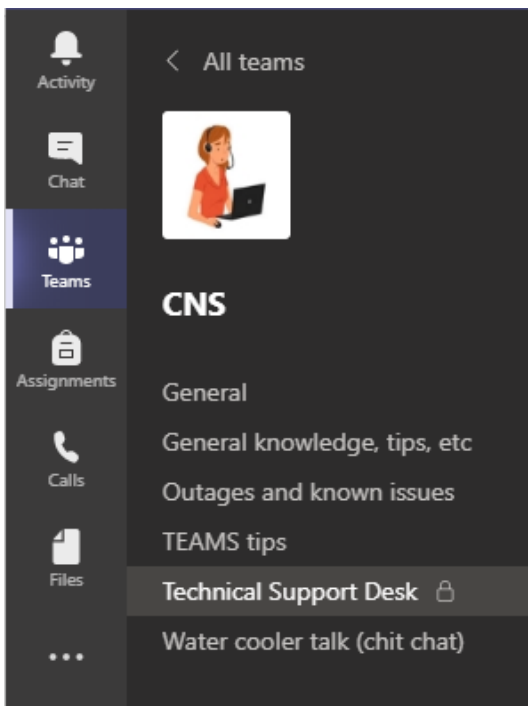 Activity
Chat
Teams
Assignments
Calls
Files
All teams
CNS
General
General knowledge, tips, etc
Outages and known issues
TEAMS tips
Technical Support Desk
Water cooler talk (chit chat)